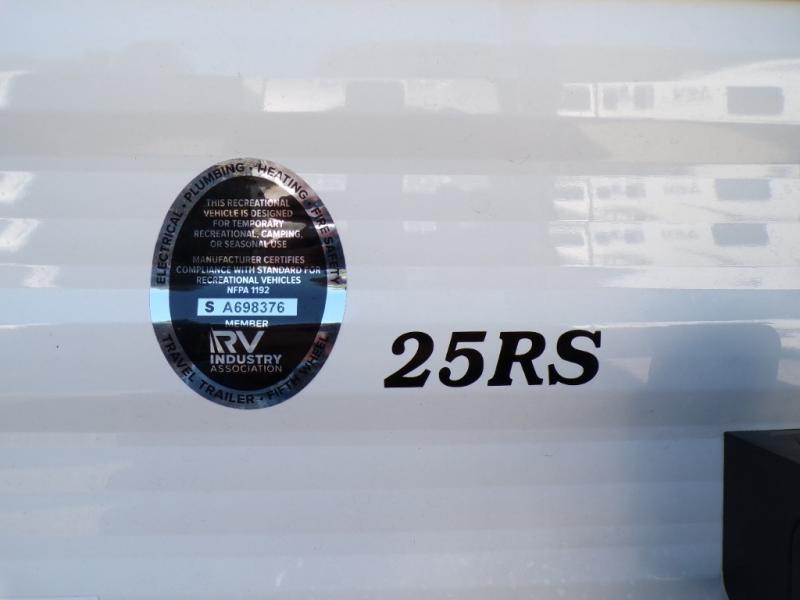 ELECTRICAL • PLUMBING • HEATING • FIRE SAFETY
THIS RECREATIONAL
VEHICLE IS DESIGNED
FOR TEMPORARY
RECREATIONAL, CAMPING,
OR SEASONAL USE
MANUFACTURER CERTIFIES
COMPLIANCE WITH STANDARD FOR
RECREATIONAL VEHICLES
NFPA 1192
S A698376
MEMBER
RV
INDUSTRY
ASSOCIATION
TRAVEL TRAILER • FIFTH WHEEL
25RS